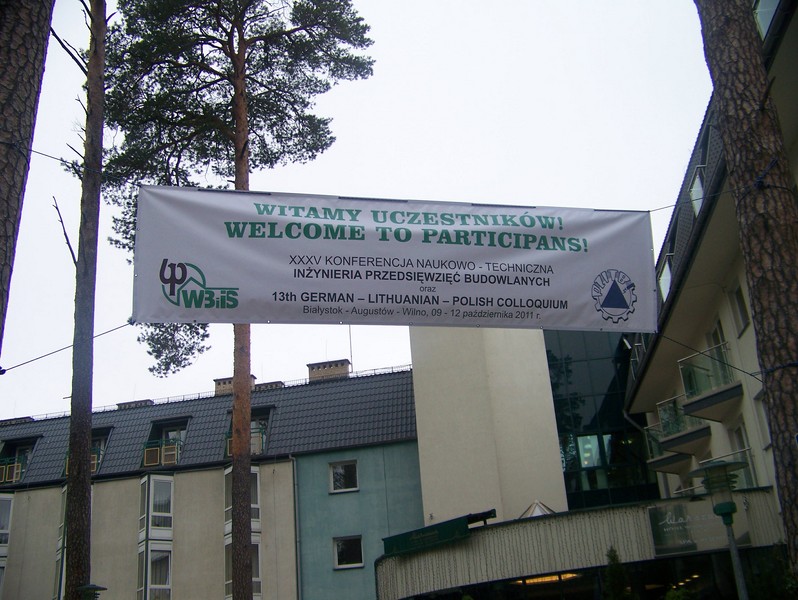 WITAMY UCZESTNIKÓW!
WELCOME TO PARTICIPANS!
XXXV KONFERENCJA NAUKOWO - TECHNICZNA
INŻYNIERIA PRZEDSIĘWZIĘĆ BUDOWLANYCH
oraz
13th GERMAN – LITHUANIAN – POLISH COLLOQUIUM
Białystok - Augustów - Wilno, 09 - 12 października 2011 r.
WBiIŚ